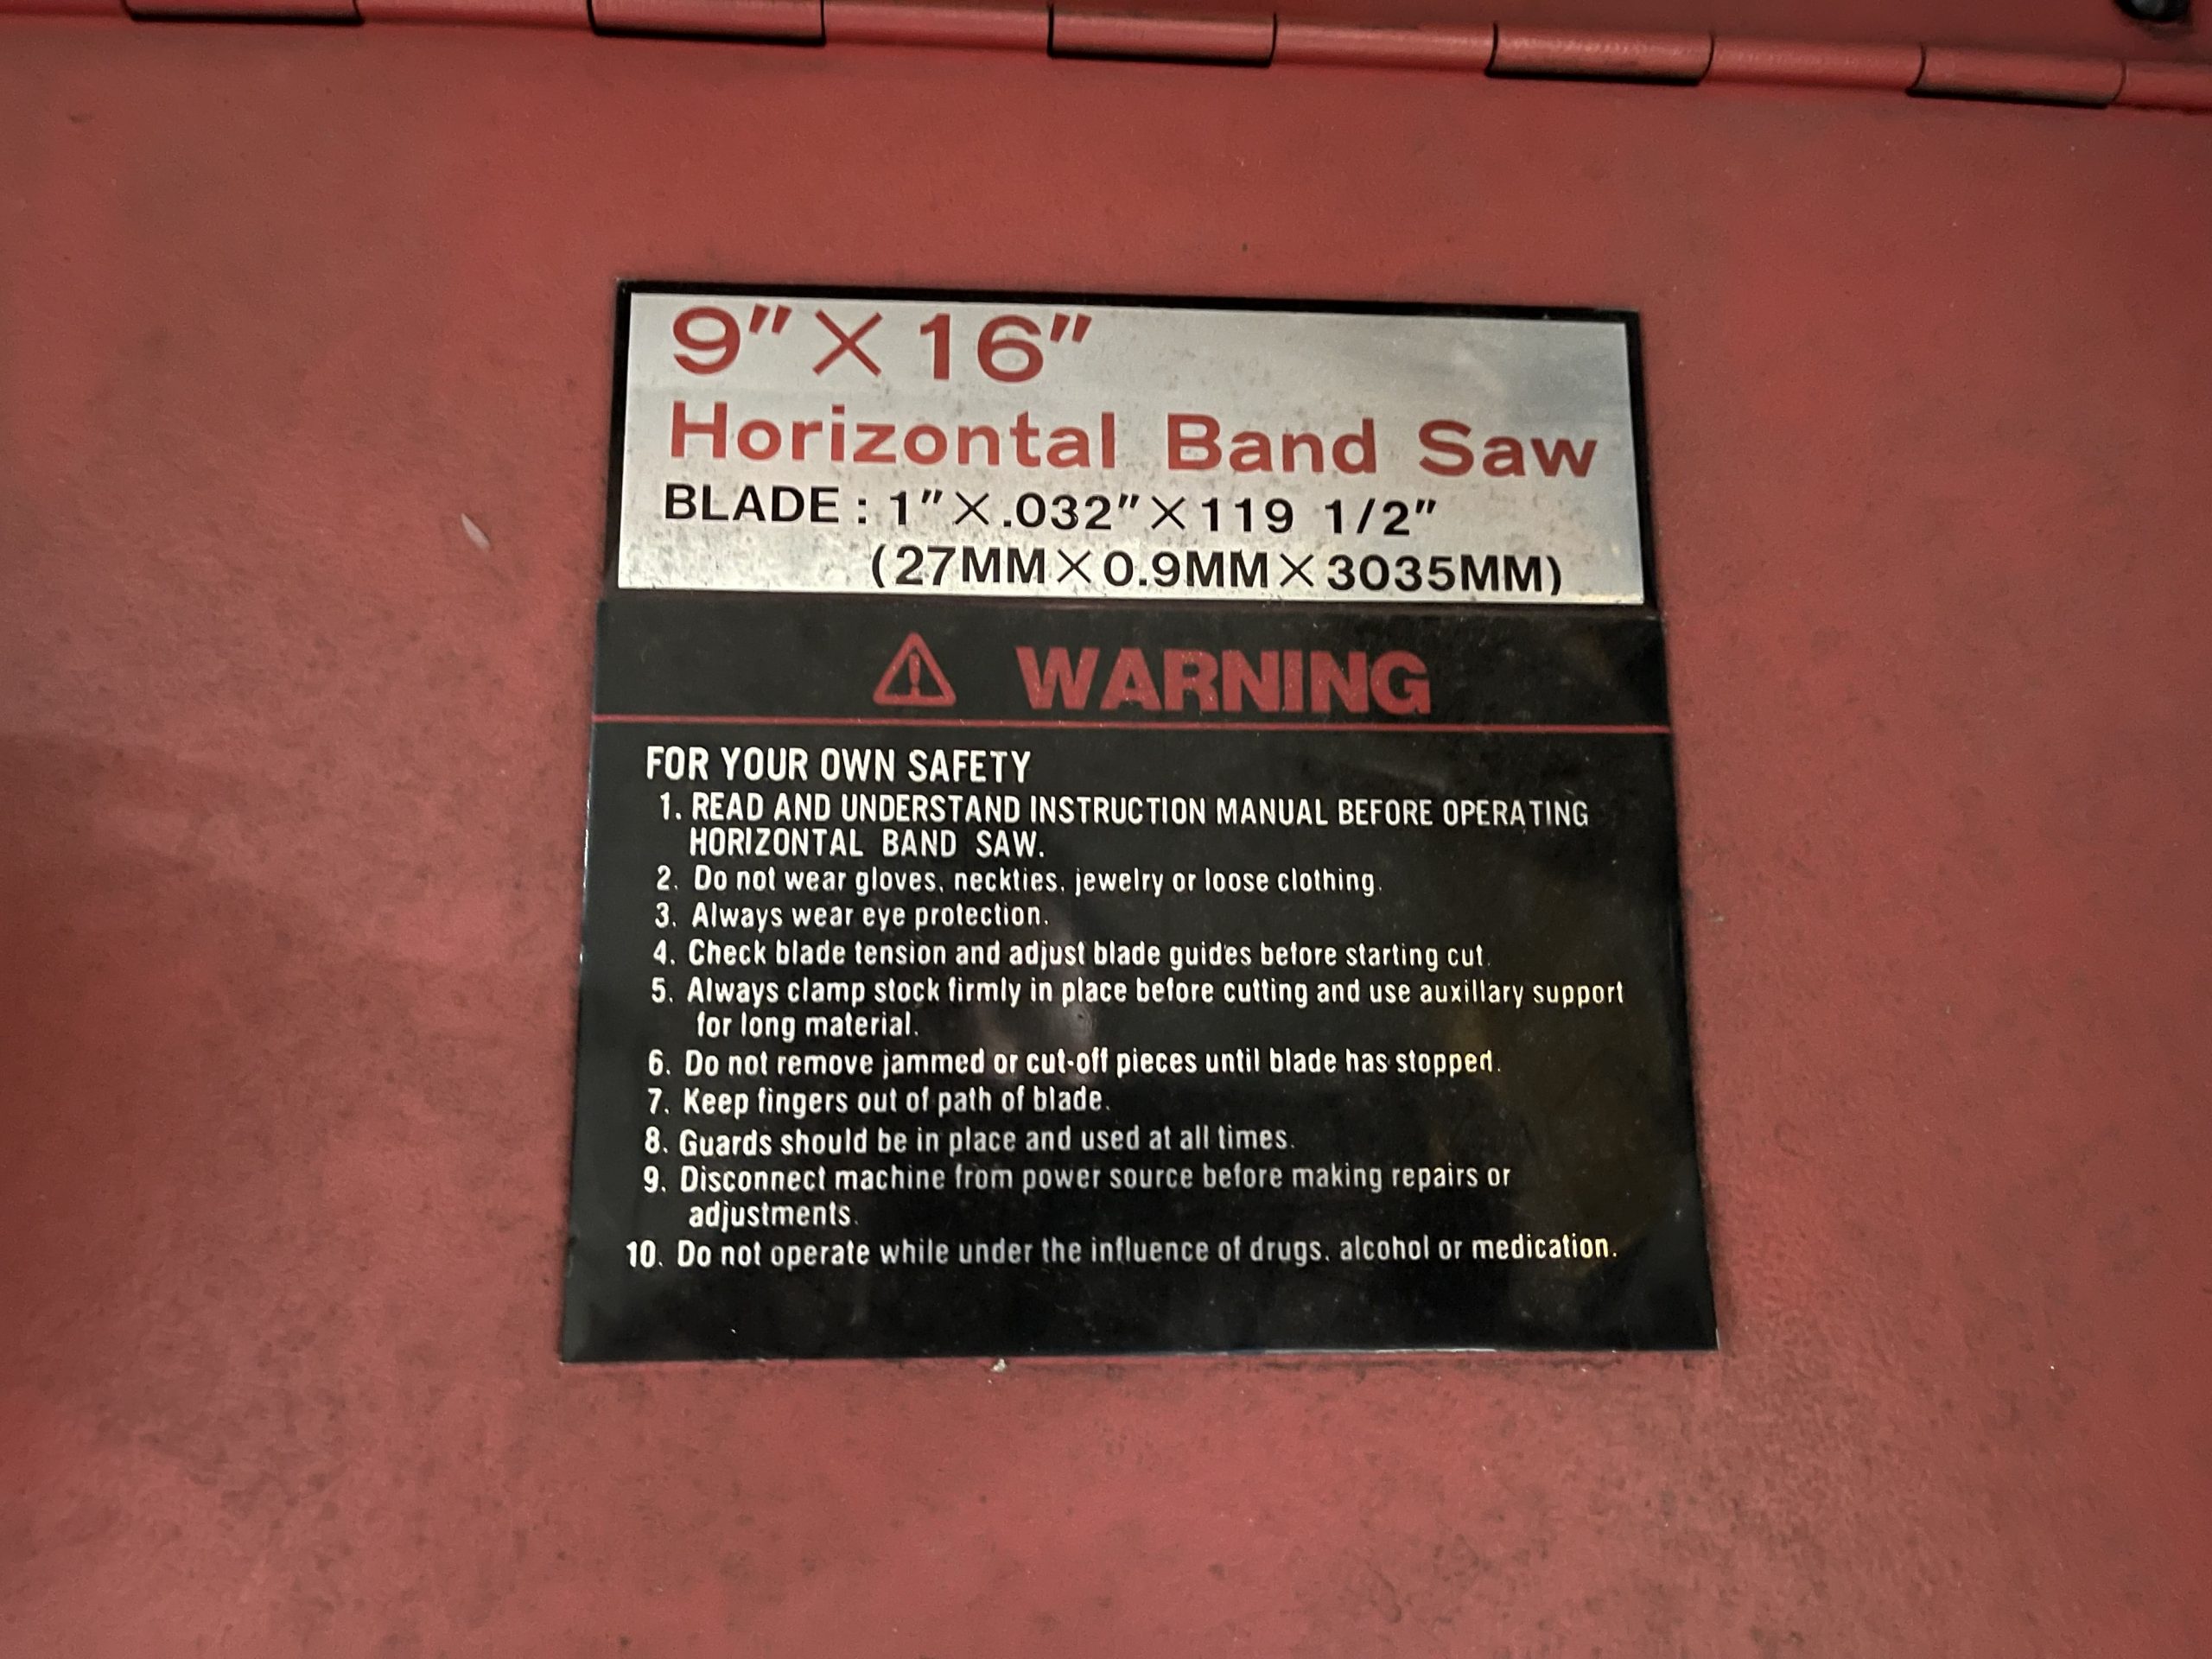 9" X 16"
Horizontal Band Saw
BLADE : 1" X .032" X 119 1/2"
(27MM X 0.9MM X 3035MM)
⚠ WARNING
FOR YOUR OWN SAFETY
1. READ AND UNDERSTAND INSTRUCTION MANUAL BEFORE OPERATING
HORIZONTAL BAND SAW.
2. Do not wear gloves, neckties, jewelry or loose clothing.
3. Always wear eye protection.
4. Check blade tension and adjust blade guides before starting cut.
5. Always clamp stock firmly in place before cutting and use auxillary support
for long material.
6. Do not remove jammed or cut-off pieces until blade has stopped.
7. Keep fingers out of path of blade.
8. Guards should be in place and used at all times.
9. Disconnect machine from power source before making repairs or
adjustments.
10. Do not operate while under the influence of drugs, alcohol or medication.